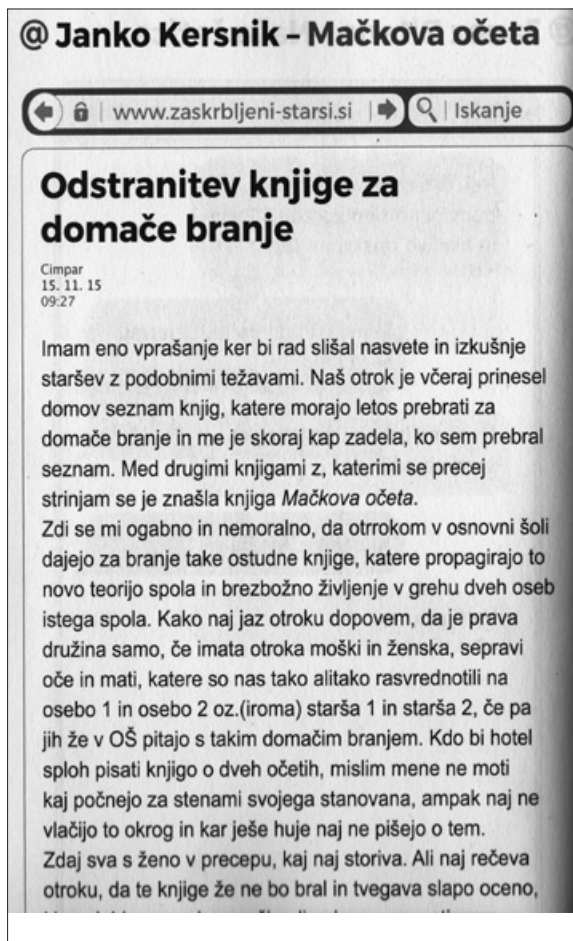 @ Janko Kersnik – Mačkova očeta
www.zaskrbljeni-starsi.si | Iskanje
Odstranitev knjige za
domače branje
Cimpar
15. 11. 15
09:27
Imam eno vprašanje ker bi rad slišal nasvete in izkušnje
staršev z podobnimi težavami. Naš otrok je včeraj prinesel
domov seznam knjig, katere morajo letos prebrati za
domače branje in me je skoraj kap zadela, ko sem prebral
seznam. Med drugimi knjigami z, katerimi se precej
strinjam se je znašla knjiga Mačkova očeta.
Zdi se mi ogabno in nemoralno, da otrrokom v osnovni šoli
dajejo za branje take ostudne knjige, katere propagirajo to
novo teorijo spola in brezbožno življenje v grehu dveh oseb
istega spola. Kako naj jaz otroku dopovem, da je prava
družina samo, če imata otroka moški in ženska, sepravi
oče in mati, katere so nas tako alitako rasvrednotili na
osebo 1 in osebo 2 oz.(iroma) starša 1 in starša 2, če pa
jih že v OŠ pitajo s takim domačim branjem. Kdo bi hotel
sploh pisati knjigo o dveh očetih, mislim mene ne moti
kaj počnejo za stenami svojega stanovana, ampak naj ne
vlačijo to okrog in kar ješe huje naj ne pišejo o tem.
Zdaj sva s ženo v precepu, kaj naj storiva. Ali naj rečeva
otroku, da te knjige že ne bo bral in tvegava slapo oceno,